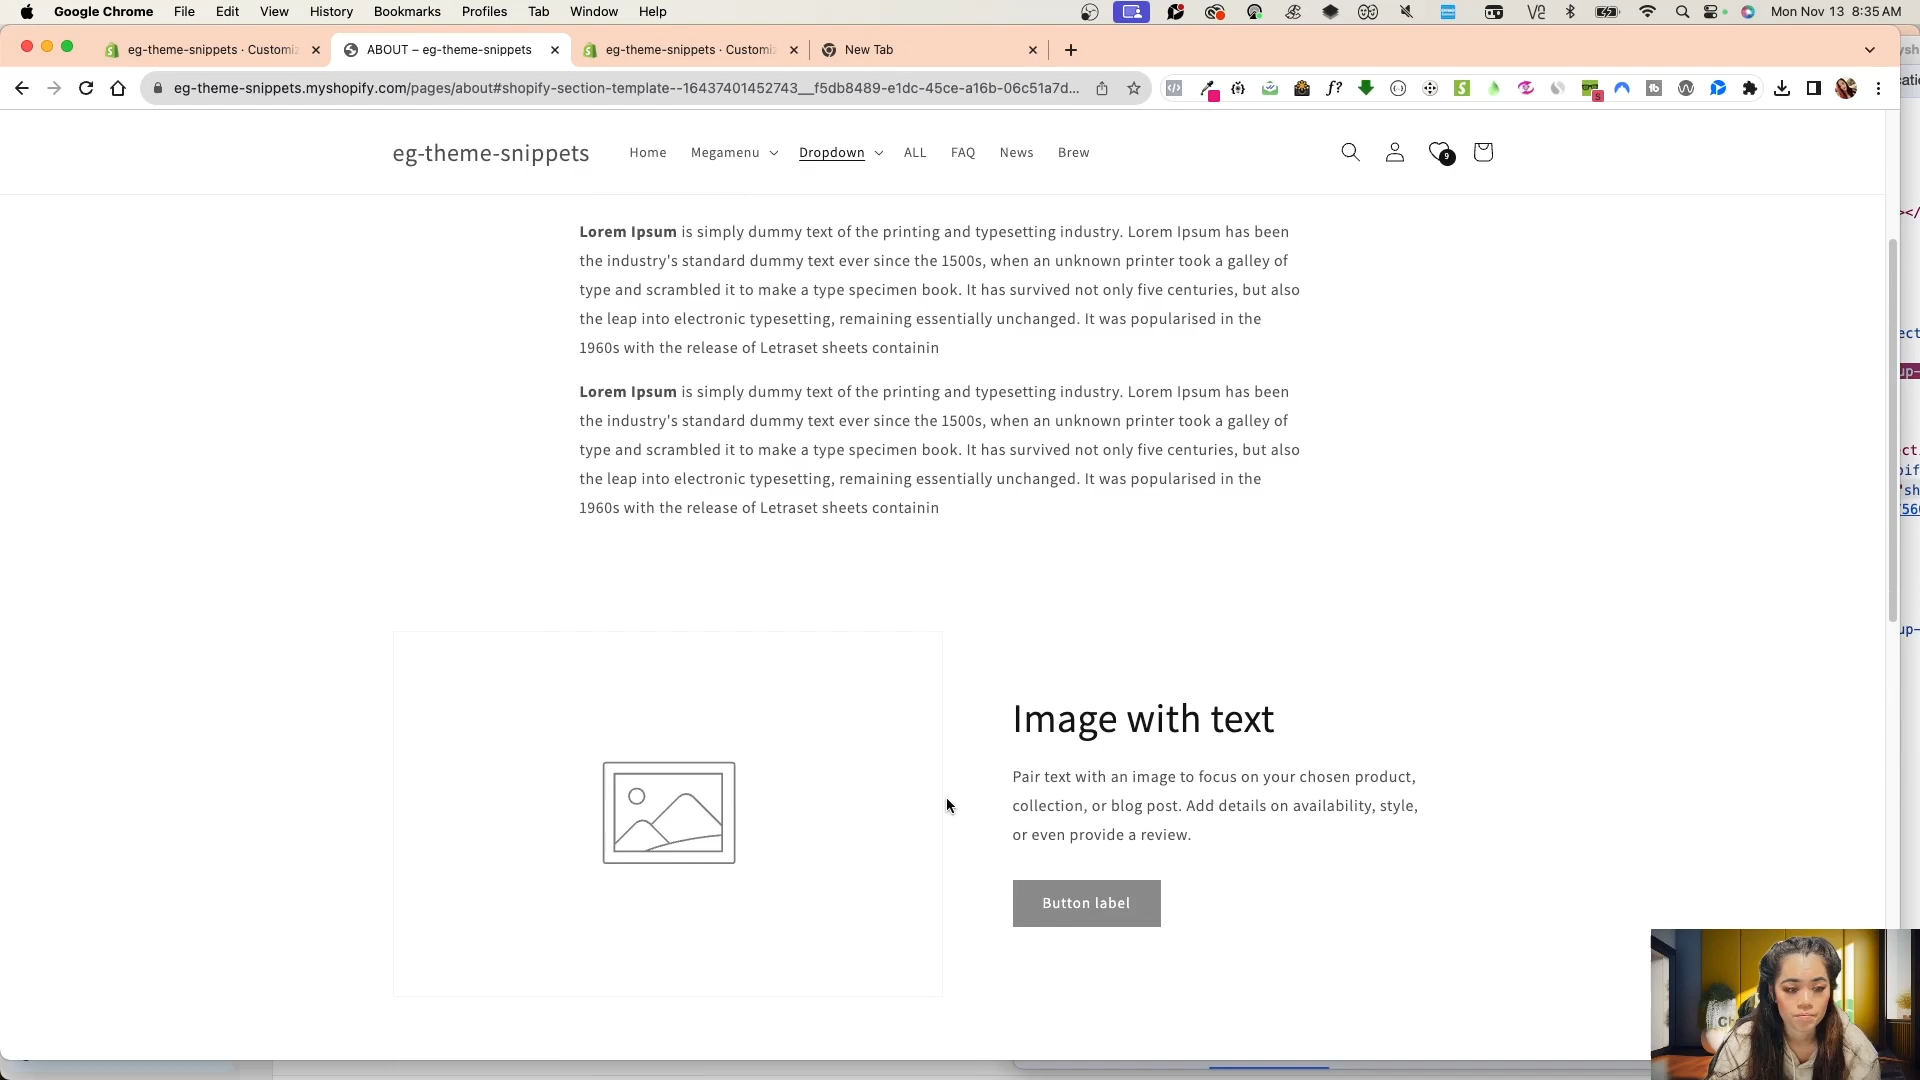 Google Chrome File Edit View History Bookmarks Profiles Tab Window Help Mon Nov 13 8:35 AM
eg-theme-snippets · Customiz ABOUT – eg-theme-snippets eg-theme-snippets · Customiz New Tab
eg-theme-snippets.myshopify.com/pages/about#shopify-section-template--16437401452743__f5db8489-e1dc-45ce-a16b-06c51a7d...
eg-theme-snippets Home Megamenu Dropdown ALL FAQ News Brew 9
Lorem Ipsum is simply dummy text of the printing and typesetting industry. Lorem Ipsum has been
the industry's standard dummy text ever since the 1500s, when an unknown printer took a galley of
type and scrambled it to make a type specimen book. It has survived not only five centuries, but also
the leap into electronic typesetting, remaining essentially unchanged. It was popularised in the
1960s with the release of Letraset sheets containin
Lorem Ipsum is simply dummy text of the printing and typesetting industry. Lorem Ipsum has been
the industry's standard dummy text ever since the 1500s, when an unknown printer took a galley of
type and scrambled it to make a type specimen book. It has survived not only five centuries, but also
the leap into electronic typesetting, remaining essentially unchanged. It was popularised in the
1960s with the release of Letraset sheets containin
Image with text
Pair text with an image to focus on your chosen product,
collection, or blog post. Add details on availability, style,
or even provide a review.
Button label